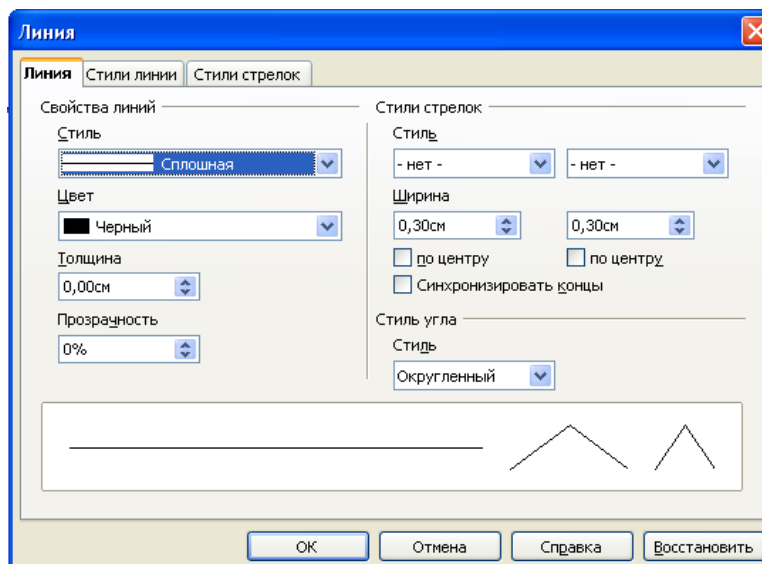 Линия
Линия Стили линии Стили стрелок
Свойства линий
Стиль
Сплошная
Цвет
Черный
Толщина
0,00см
Прозрачность
0%
Стили стрелок
Стиль
- нет - - нет -
Ширина
0,30см 0,30см
по центру по центру
Синхронизировать концы
Стиль угла
Стиль
Округленный
ОК Отмена Справка Восстановить